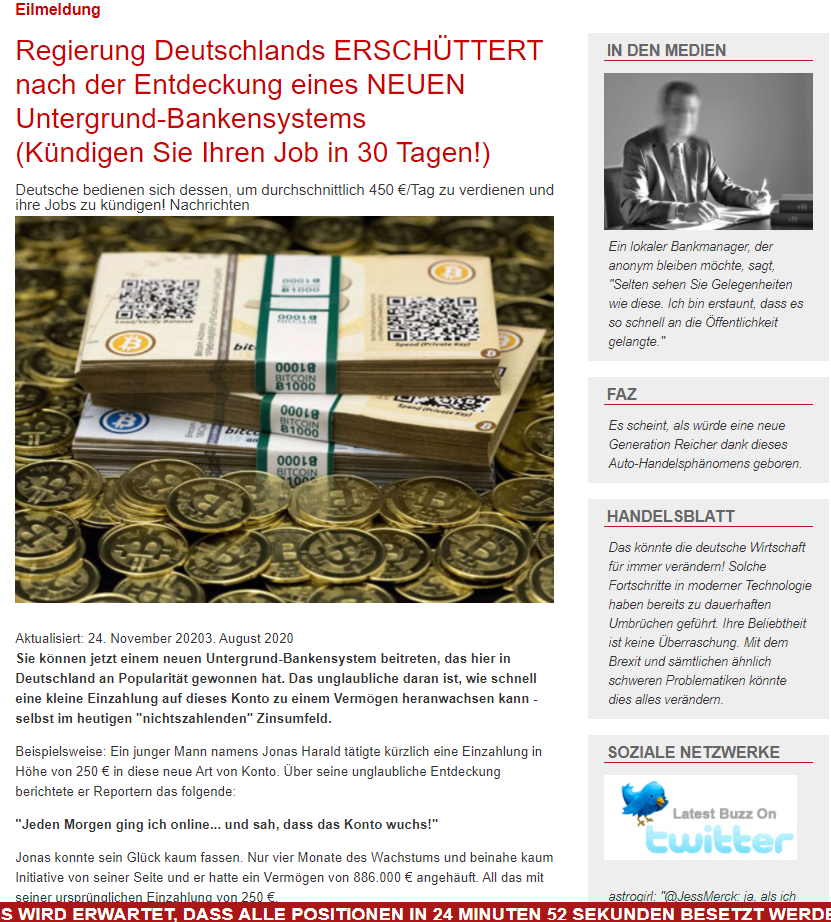 Eilmeldung
Regierung Deutschlands ERSCHÜTTERT
nach der Entdeckung eines NEUEN
Untergrund-Bankensystems
(Kündigen Sie Ihren Job in 30 Tagen!)
Deutsche bedienen sich dessen, um durchschnittlich 450 €/Tag zu verdienen und
ihre Jobs zu kündigen! Nachrichten
Load/Verify Balance
Spend (Private Key)
BITCOIN
B1000
B1000
BITCOIN
B1000
B1000
BITCOIN
Aktualisiert: 24. November 20203. August 2020
Sie können jetzt einem neuen Untergrund-Bankensystem beitreten, das hier in
Deutschland an Popularität gewonnen hat. Das unglaubliche daran ist, wie schnell
eine kleine Einzahlung auf dieses Konto zu einem Vermögen heranwachsen kann -
selbst im heutigen "nichtszahlenden" Zinsumfeld.
Beispielsweise: Ein junger Mann namens Jonas Harald tätigte kürzlich eine Einzahlung in
Höhe von 250 € in diese neue Art von Konto. Über seine unglaubliche Entdeckung
berichtete er Reportern das folgende:
"Jeden Morgen ging ich online... und sah, dass das Konto wuchs!"
Jonas konnte sein Glück kaum fassen. Nur vier Monate des Wachstums und beinahe kaum
Initiative von seiner Seite und er hatte ein Vermögen von 886.000 € angehäuft. All das mit
seiner ursprünglichen Einzahlung von 250 €.
IN DEN MEDIEN
Ein lokaler Bankmanager, der
anonym bleiben möchte, sagt,
"Selten sehen Sie Gelegenheiten
wie diese. Ich bin erstaunt, dass es
so schnell an die Öffentlichkeit
gelangte."
FAZ
Es scheint, als würde eine neue
Generation Reicher dank dieses
Auto-Handelsphänomens geboren.
HANDELSBLATT
Das könnte die deutsche Wirtschaft
für immer verändern! Solche
Fortschritte in moderner Technologie
haben bereits zu dauerhaften
Umbrüchen geführt. Ihre Beliebtheit
ist keine Überraschung. Mit dem
Brexit und sämtlichen ähnlich
schweren Problematiken könnte
dies alles verändern.
SOZIALE NETZWERKE
Latest Buzz On
twitter
astrogirl: "@JessMerck: ja, als ich
S WIRD ERWARTET, DASS ALLE POSITIONEN IN 24 MINUTEN 52 SEKUNDEN BESETZT WERDE